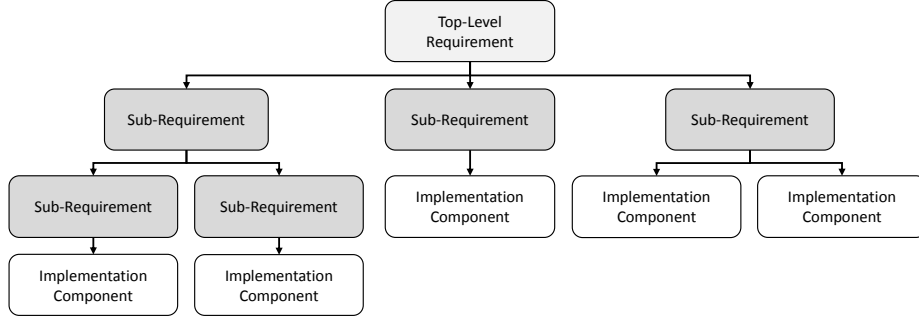 Top-Level
Requirement
Sub-Requirement
Sub-Requirement
Sub-Requirement
Sub-Requirement
Sub-Requirement
Implementation
Component
Implementation
Component
Implementation
Component
Implementation
Component
Implementation
Component